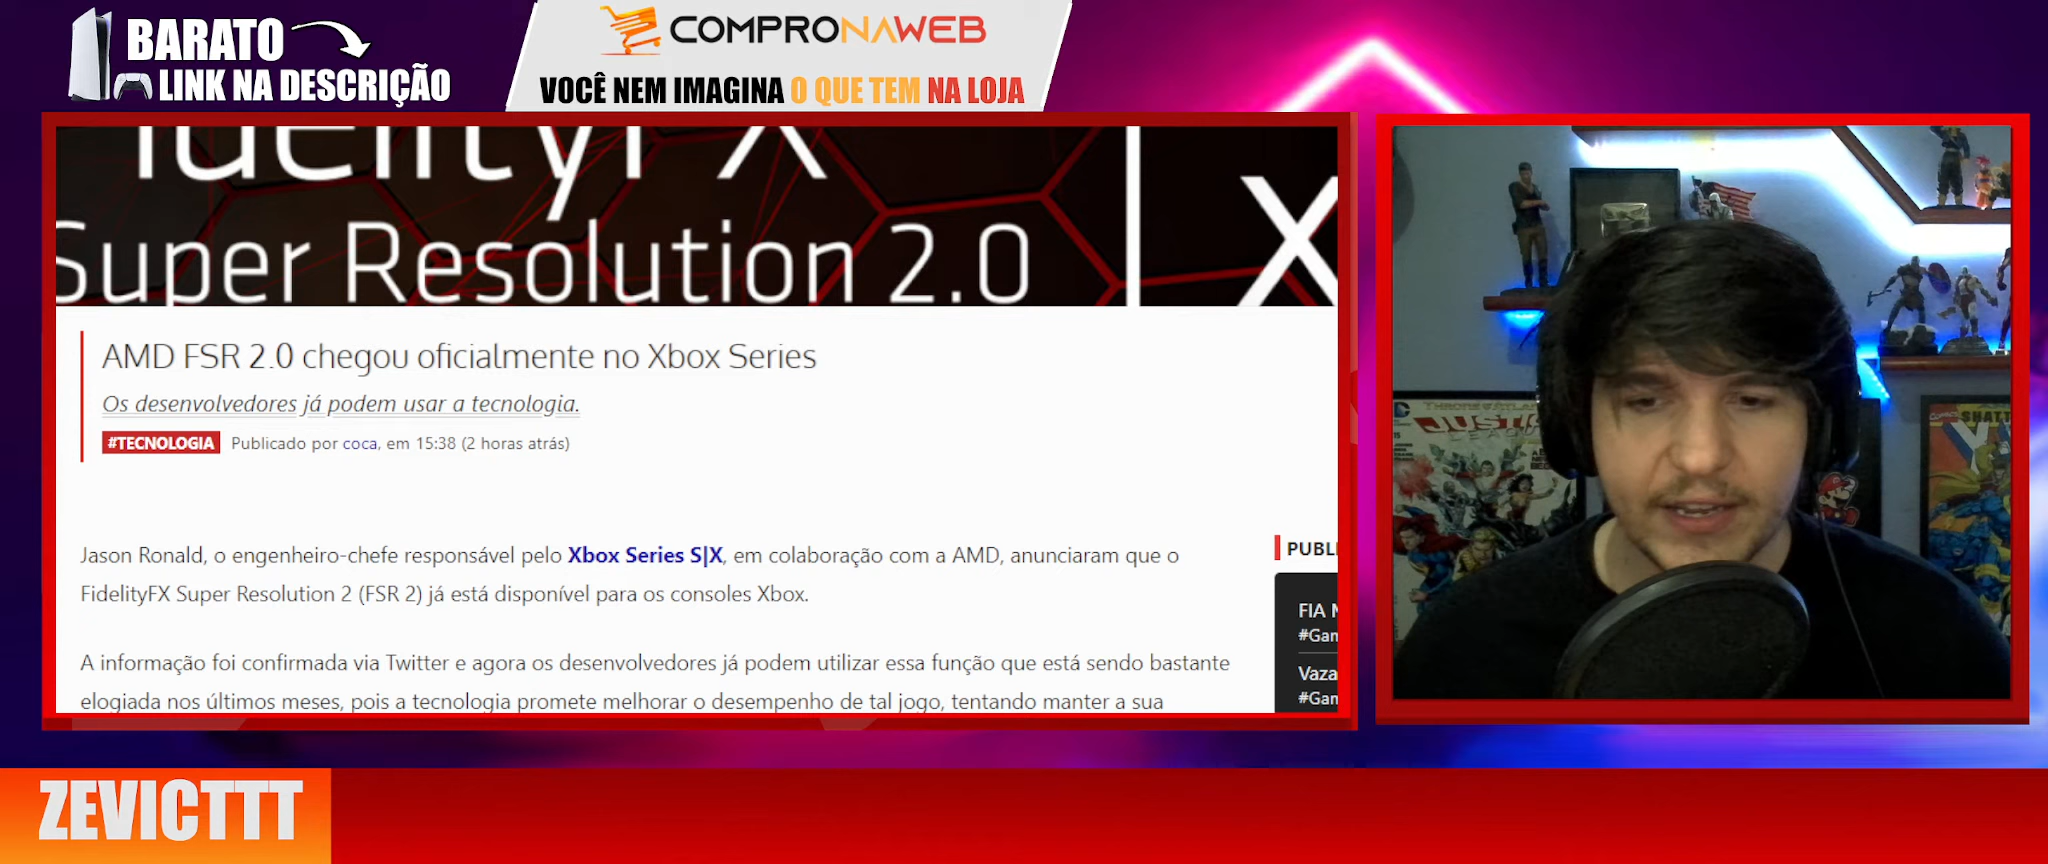 BARATO
LINK NA DESCRIÇÃO
COMPRONAWEB
VOCÊ NEM IMAGINA O QUE TEM NA LOJA
Super Resolution 2.0 | X
AMD FSR 2.0 chegou oficialmente no Xbox Series
Os desenvolvedores já podem usar a tecnologia.
#TECNOLOGIA Publicado por coca, em 15:38 (2 horas atrás)
Jason Ronald, o engenheiro-chefe responsável pelo Xbox Series S|X, em colaboração com a AMD, anunciaram que o
FidelityFX Super Resolution 2 (FSR 2) já está disponível para os consoles Xbox.
A informação foi confirmada via Twitter e agora os desenvolvedores já podem utilizar essa função que está sendo bastante
elogiada nos últimos meses, pois a tecnologia promete melhorar o desempenho de tal jogo, tentando manter a sua
PUBLI
FIA
#Gam
Vaza
#Gam
ZEVICTTT